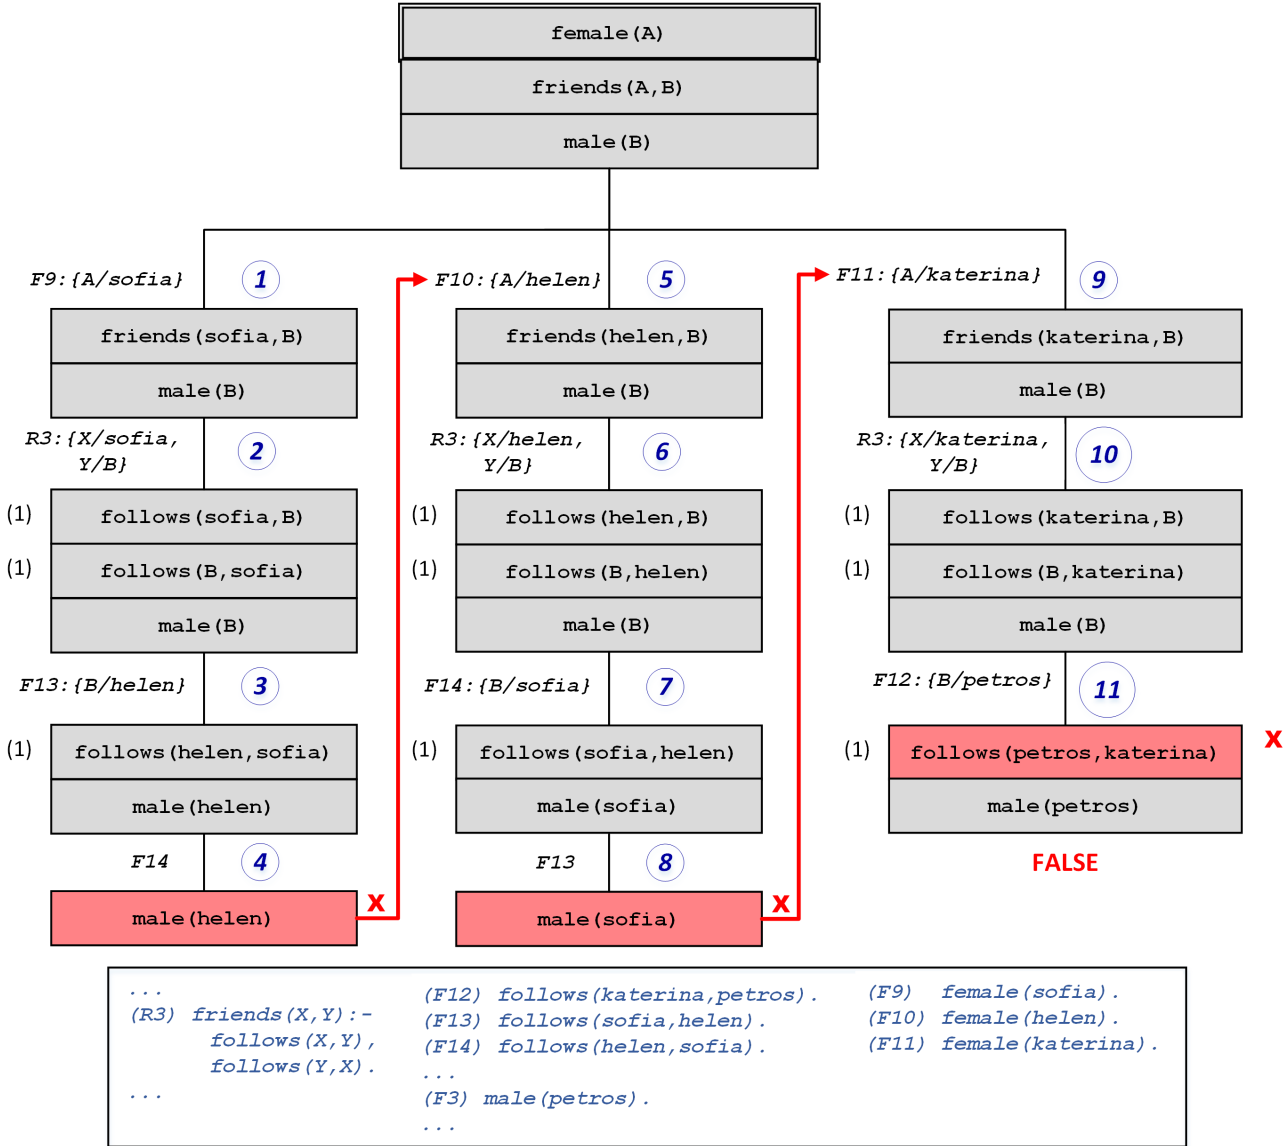 female(A)
friends(A,B)
male(B)
F9:{A/sofia}
1
friends(sofia,B)
male(B)
R3:{X/sofia,
Y/B}
2
(1)
follows(sofia,B)
(1)
follows(B,sofia)
male(B)
F13:{B/helen}
3
(1)
follows(helen,sofia)
male(helen)
F14
4
male(helen)
x
F10:{A/helen}
5
friends(helen,B)
male(B)
R3:{X/helen,
Y/B}
6
(1)
follows(helen,B)
(1)
follows(B,helen)
male(B)
F14:{B/sofia}
7
(1)
follows(sofia,helen)
male(sofia)
F13
8
male(sofia)
x
F11:{A/katerina}
9
friends(katerina,B)
male(B)
R3:{X/katerina,
Y/B}
10
(1)
follows(katerina,B)
(1)
follows(B,katerina)
male(B)
F12:{B/petros}
11
(1)
follows(petros,katerina)
x
male(petros)
FALSE
...
(R3) friends(X,Y):-
follows(X,Y),
follows(Y,X).
...
(F12) follows(katerina,petros).
(F13) follows(sofia,helen).
(F14) follows(helen,sofia).
...
(F3) male(petros).
...
(F9) female(sofia).
(F10) female(helen).
(F11) female(katerina).